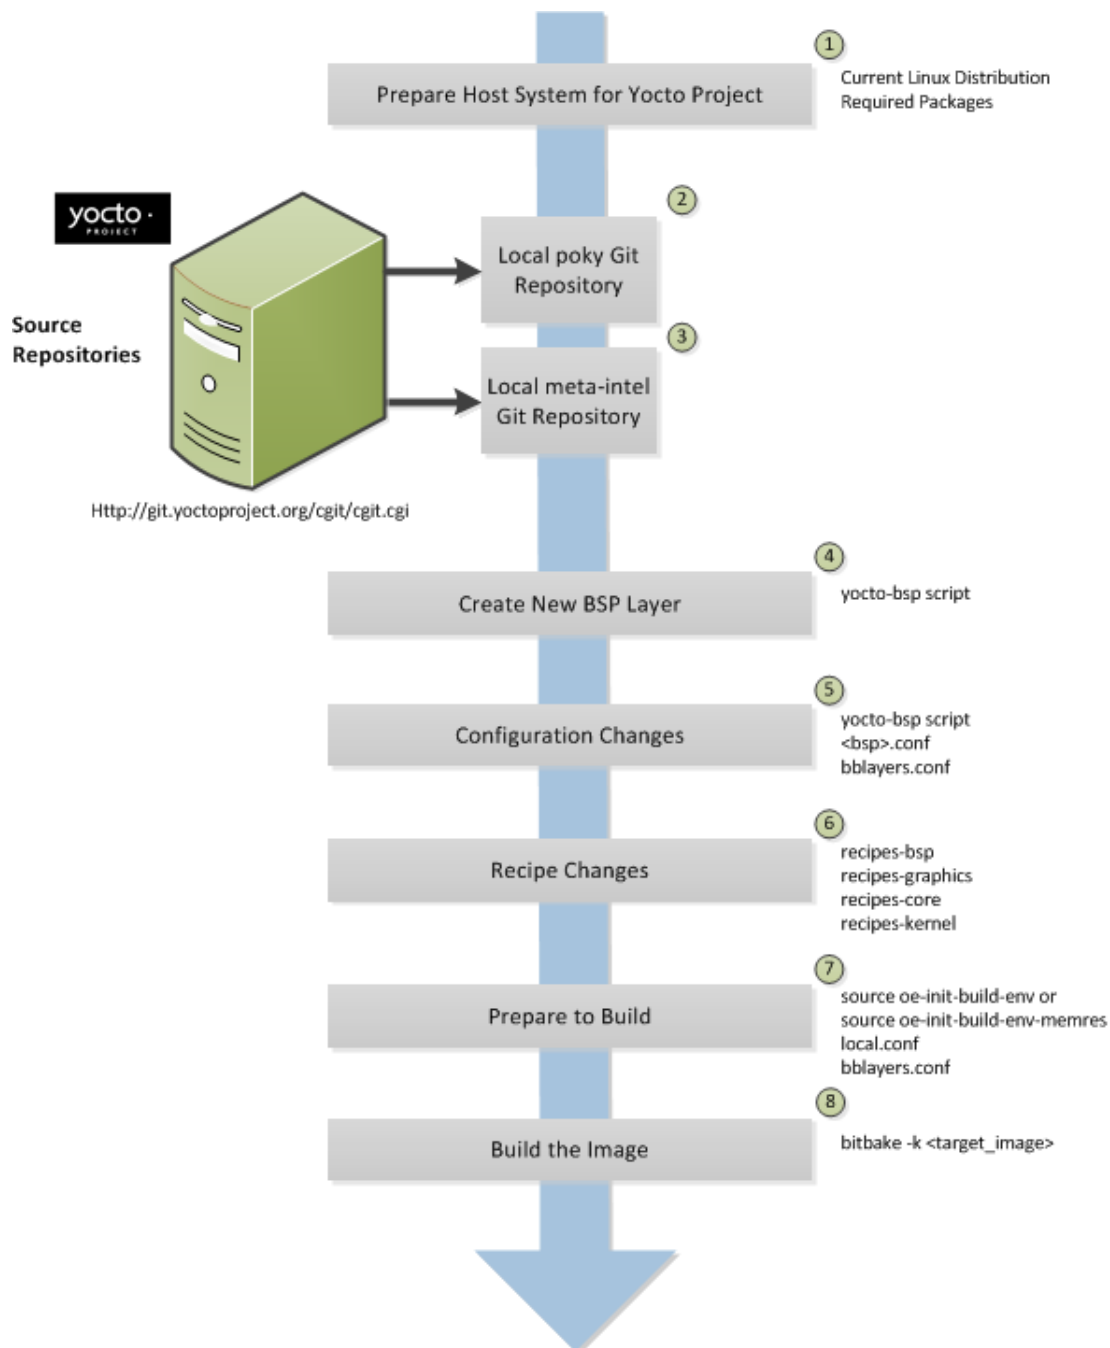 1
Prepare Host System for Yocto Project
Current Linux Distribution
Required Packages
yocto ·
PROJECT
Source
Repositories
2
Local poky Git
Repository
3
Local meta-intel
Git Repository
Http://git.yoctoproject.org/cgit/cgit.cgi
4
Create New BSP Layer
yocto-bsp script
5
Configuration Changes
yocto-bsp script
<bsp>.conf
bblayers.conf
6
Recipe Changes
recipes-bsp
recipes-graphics
recipes-core
recipes-kernel
7
Prepare to Build
source oe-init-build-env or
source oe-init-build-env-memres
local.conf
bblayers.conf
8
Build the Image
bitbake -k <target_image>